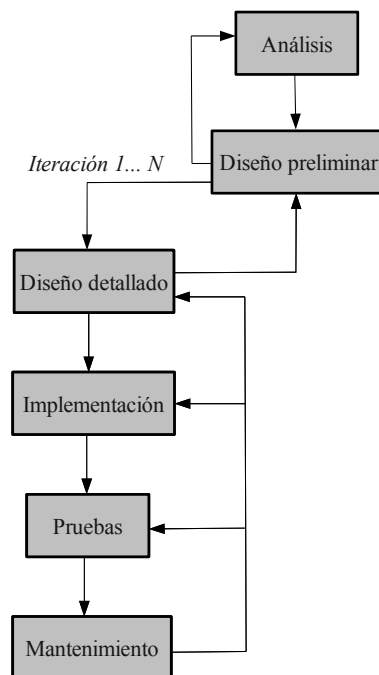 Análisis
Diseño preliminar
Iteración 1... N
Diseño detallado
Implementación
Pruebas
Mantenimiento